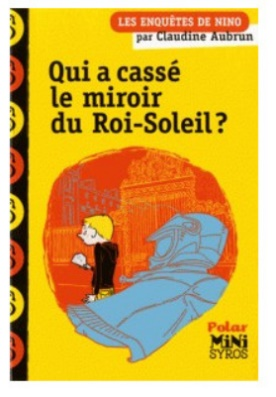 LES ENQUÊTES DE NINO
par Claudine Aubrun
Qui a cassé
le miroir
du Roi-Soleil ?
Polar
MiNi
SYROS